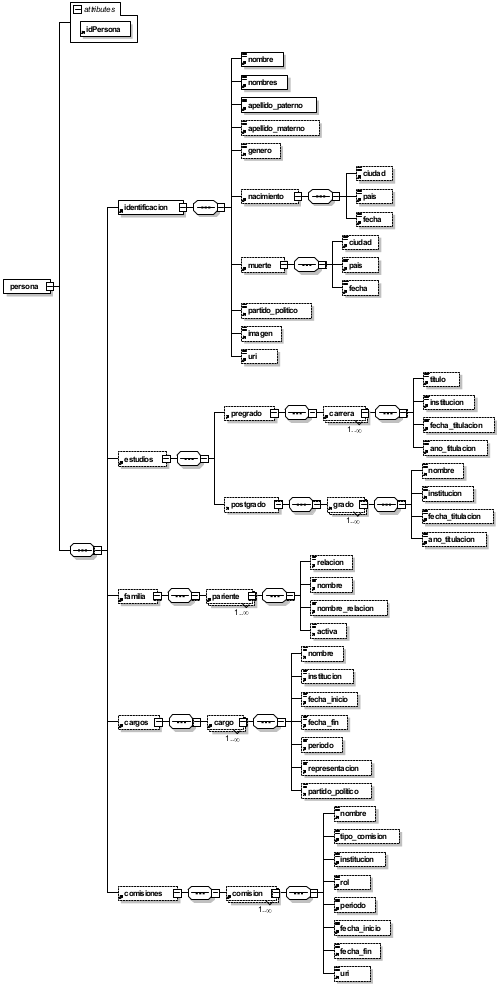 attributes
idPersona
persona
identificacion
nombre
nombres
apellido_paterno
apellido_materno
genero
nacimiento
ciudad
pais
fecha
muerte
ciudad
pais
fecha
partido_politico
imagen
uri
estudios
pregrado
carrera
1..∞
titulo
institucion
fecha_titulacion
ano_titulacion
postgrado
grado
1..∞
nombre
institucion
fecha_titulacion
ano_titulacion
familia
pariente
1..∞
relacion
nombre
nombre_relacion
activa
cargos
cargo
1..∞
nombre
institucion
fecha_inicio
fecha_fin
periodo
representacion
partido_politico
comisiones
comision
1..∞
nombre
tipo_comision
institucion
rol
periodo
fecha_inicio
fecha_fin
uri